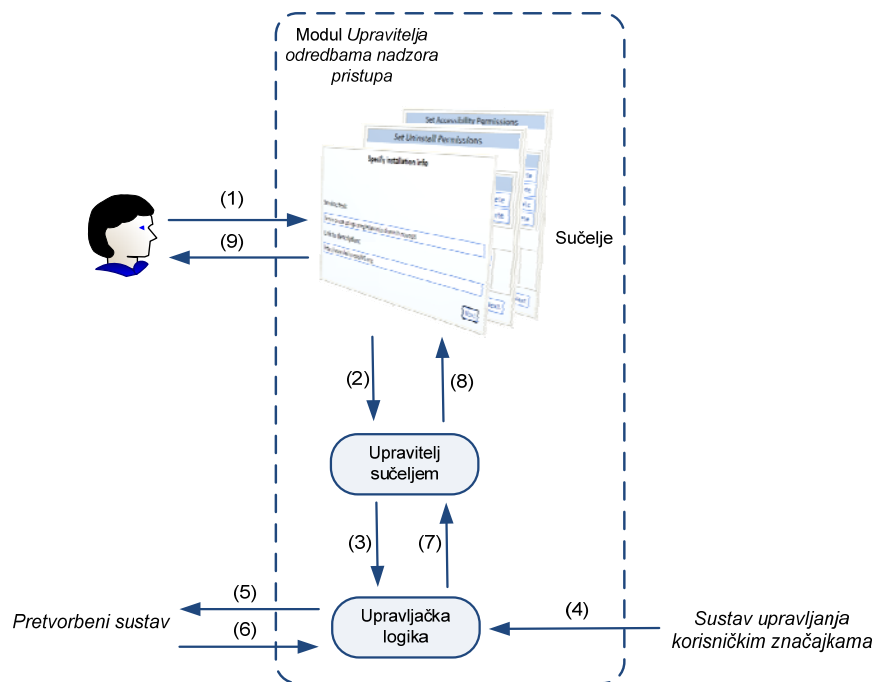 Modul Upravitelja
odredbama nadzora
pristupa
Set Accessibility Permissions
Set Uninstall Permissions
Specify installation info
(1)
(9)
Sučelje
Next
(2)
(8)
Upravitelj
sučeljem
(3)
(7)
(5)
(4)
Pretvorbeni sustav
(6)
Upravljačka
logika
Sustav upravljanja
korisničkim značajkama